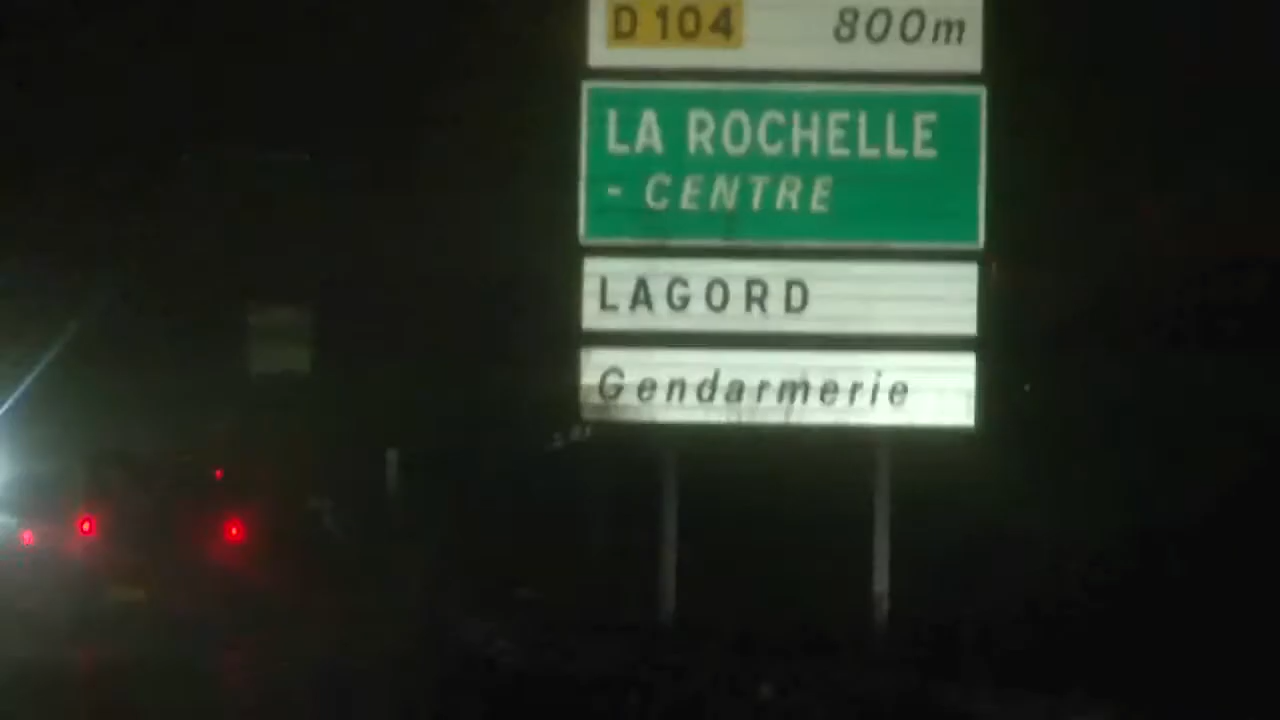 D 104 800m
LA ROCHELLE
- CENTRE
LAGORD
Gendarmerie